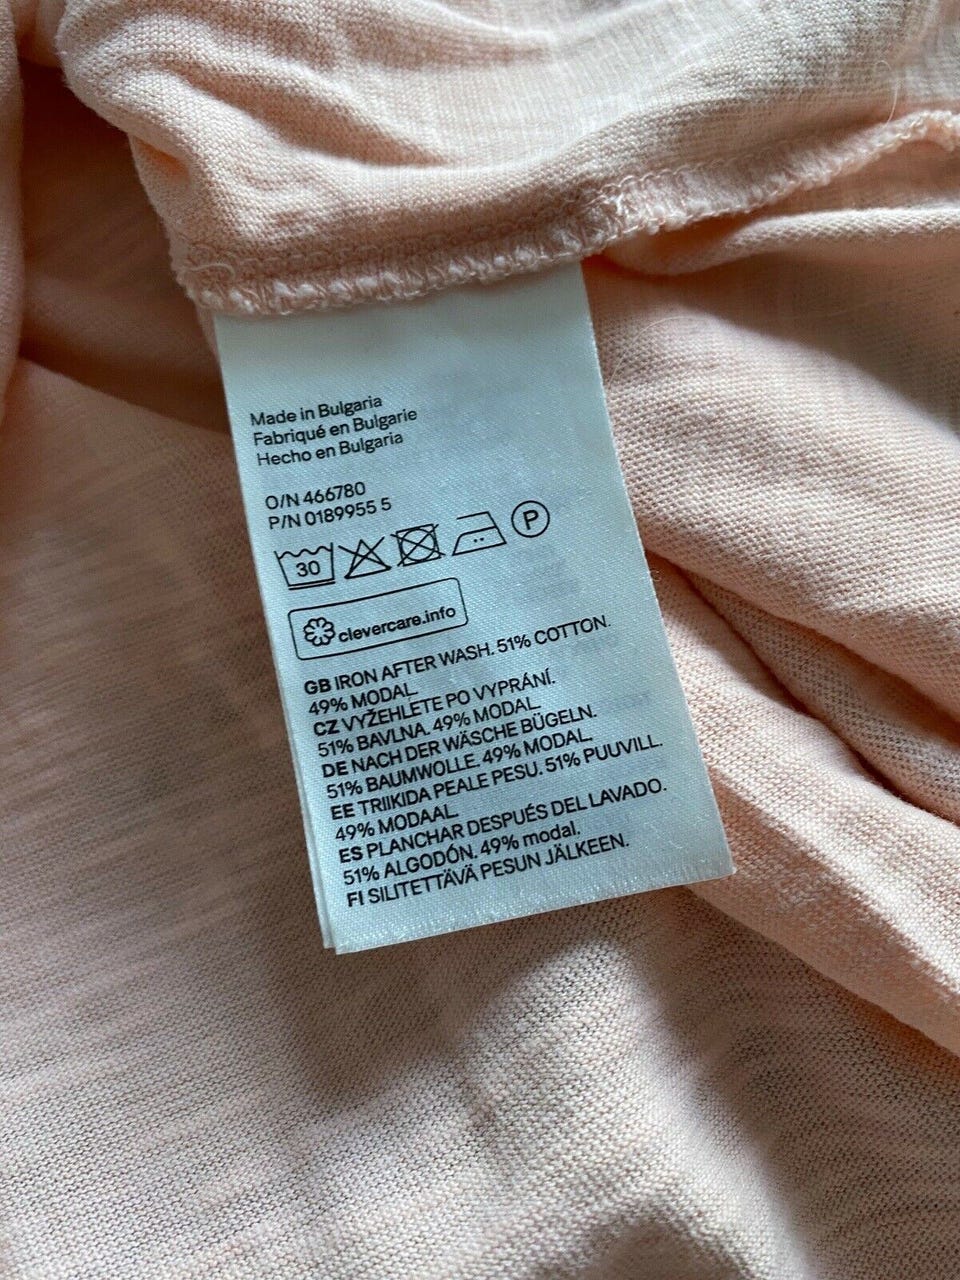 Made in Bulgaria
Fabriqué en Bulgarie
Hecho en Bulgaria
O/N 466780
P/N 0189955 5
30 P
clevercare.info
GB IRON AFTER WASH. 51% COTTON.
49% MODAL.
CZ VYŽEHLETE PO VYPRÁNÍ.
51% BAVLNA. 49% MODAL.
DE NACH DER WÄSCHE BÜGELN.
51% BAUMWOLLE. 49% MODAL.
EE TRIIKIDA PEALE PESU. 51% PUUVILL.
49% MODAAL.
ES PLANCHAR DESPUÉS DEL LAVADO.
51% ALGODÓN. 49% modal.
FI SILITETTÄVÄ PESUN JÄLKEEN.